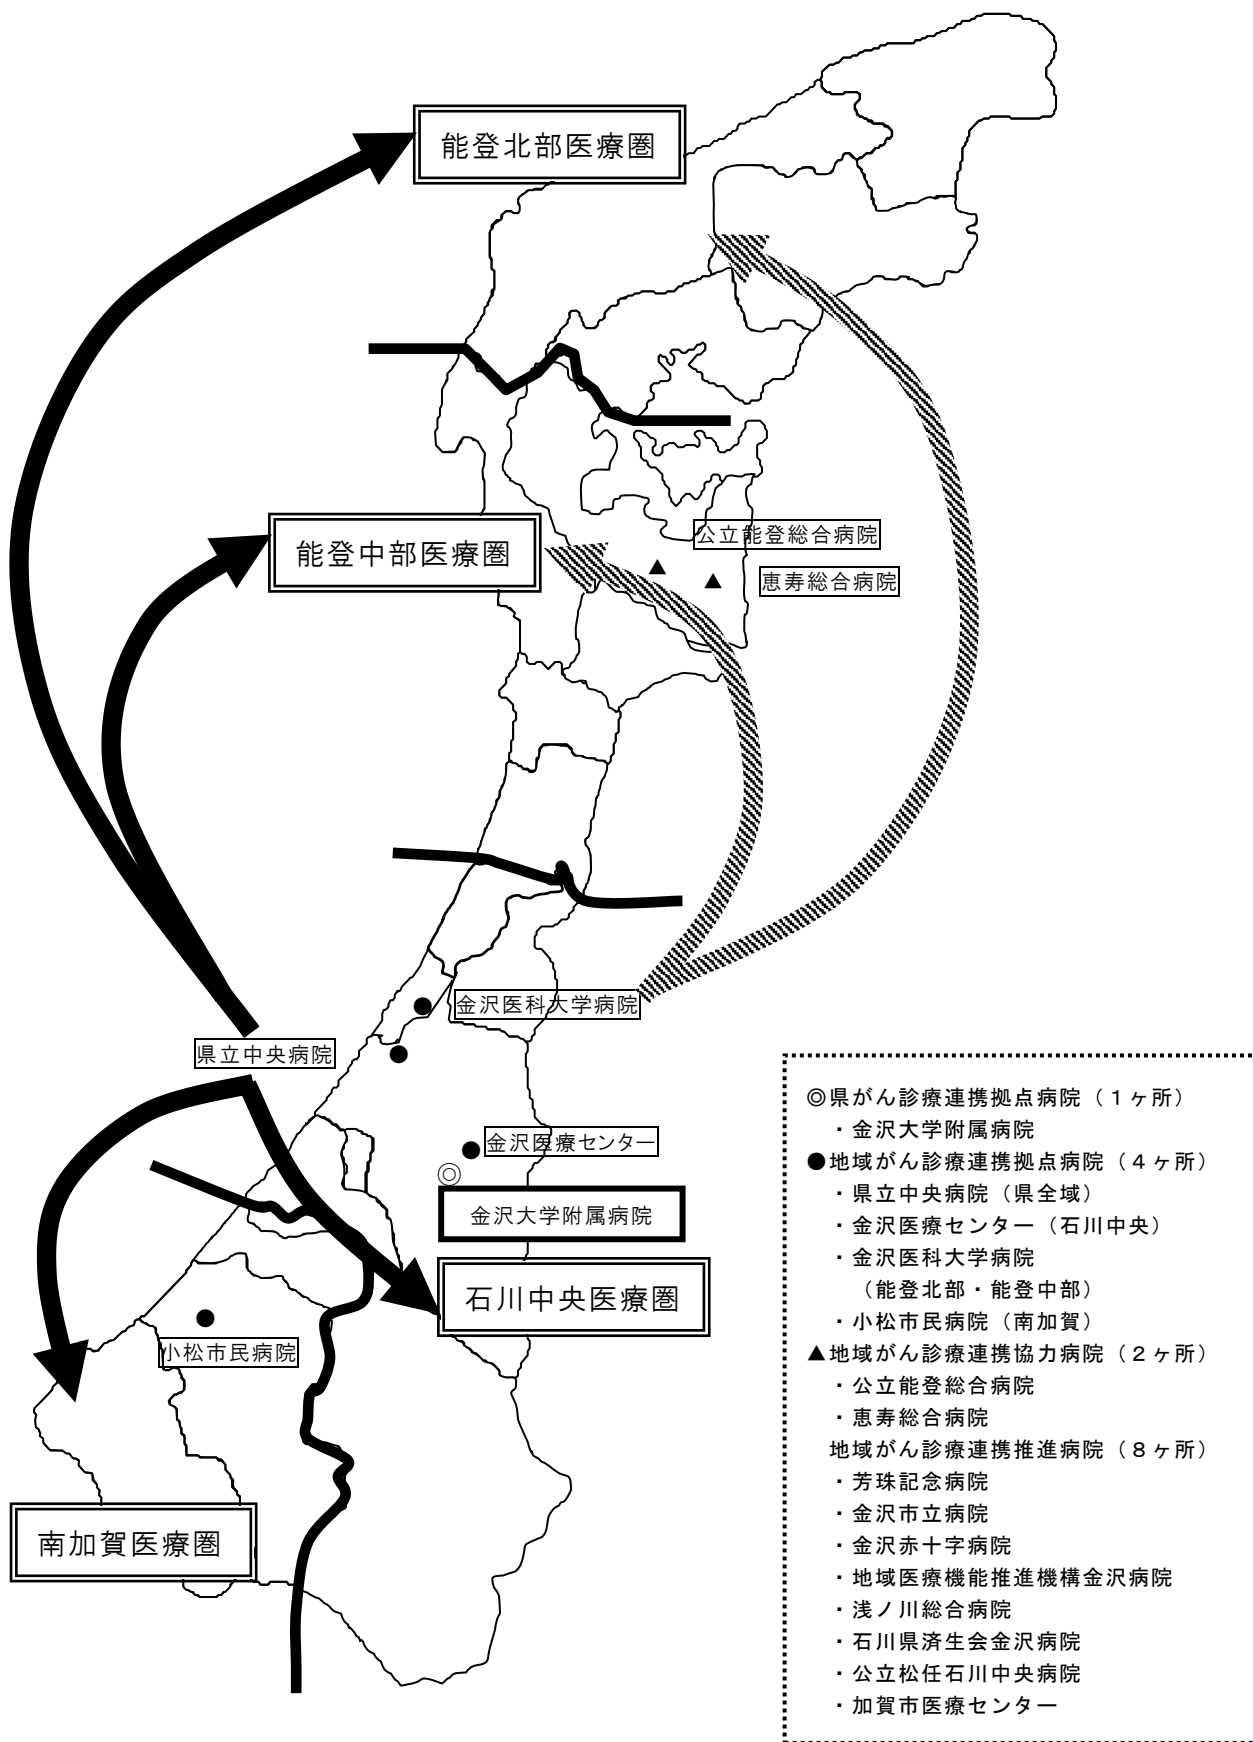 能登北部医療圏
公立能登総合病院
能登中部医療圏
▲
▲
恵寿総合病院
●
金沢医科大学病院
県立中央病院
●
●
金沢医療センター
◎
金沢大学附属病院
石川中央医療圏
●
小松市民病院
南加賀医療圏
◎県がん診療連携拠点病院（１ヶ所）
・金沢大学附属病院
●地域がん診療連携拠点病院（４ヶ所）
・県立中央病院（県全域）
・金沢医療センター（石川中央）
・金沢医科大学病院
（能登北部・能登中部）
・小松市民病院（南加賀）
▲地域がん診療連携協力病院（２ヶ所）
・公立能登総合病院
・恵寿総合病院
地域がん診療連携推進病院（８ヶ所）
・芳珠記念病院
・金沢市立病院
・金沢赤十字病院
・地域医療機能推進機構金沢病院
・浅ノ川総合病院
・石川県済生会金沢病院
・公立松任石川中央病院
・加賀市医療センター